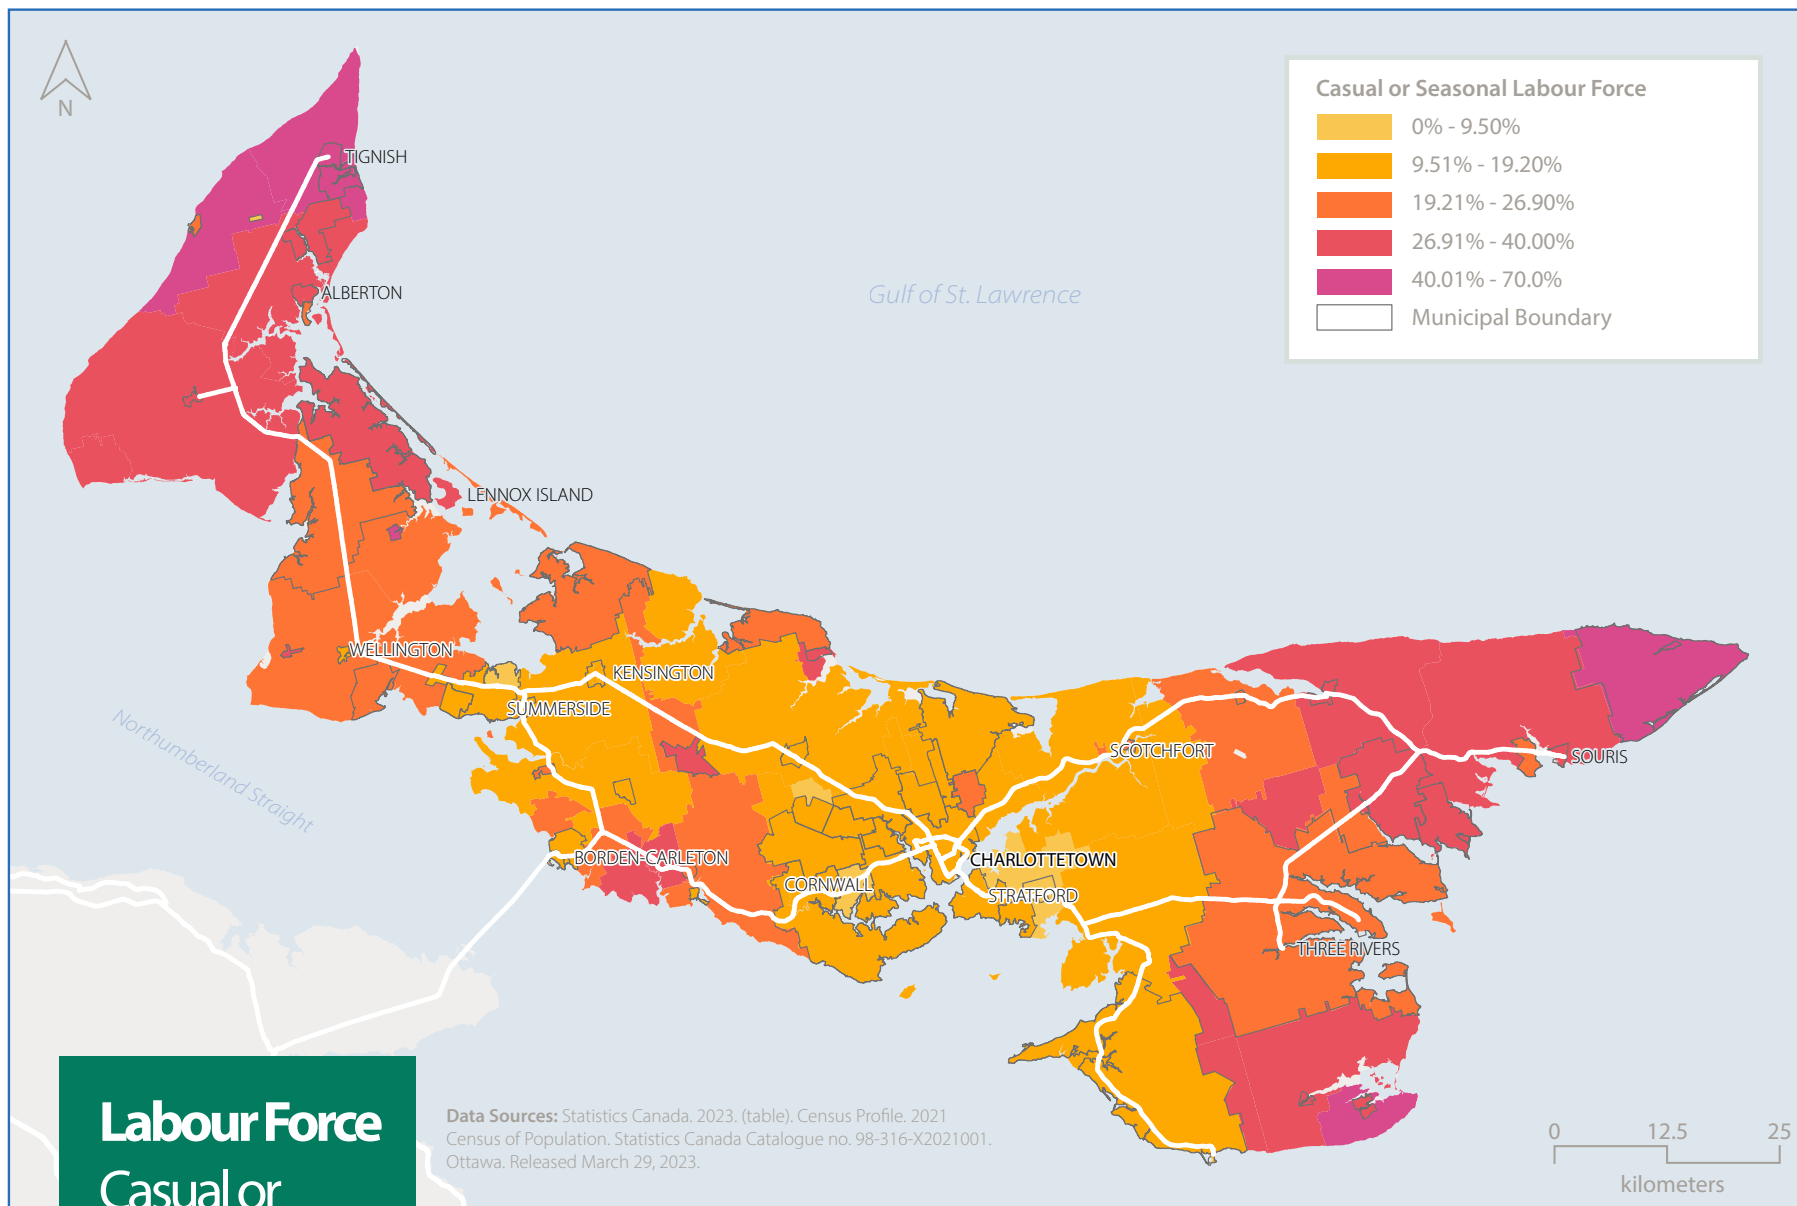 N
Casual or Seasonal Labour Force
0% - 9.50%
9.51% - 19.20%
19.21% - 26.90%
26.91% - 40.00%
40.01% - 70.0%
Municipal Boundary
TIGNISH
ALBERTON
Gulf of St. Lawrence
LENNOX ISLAND
WELLINGTON
KENSINGTON
SUMMERSIDE
Northumberland Straight
SCOTCHFORT
SOURIS
BORDEN-CARLETON
CHARLOTTETOWN
CORNWALL
STRATFORD
THREE RIVERS
Labour Force
Casual or
Data Sources: Statistics Canada. 2023. (table). Census Profile. 2021
Census of Population. Statistics Canada Catalogue no. 98-316-X2021001.
Ottawa. Released March 29, 2023.
0 12.5 25
kilometers